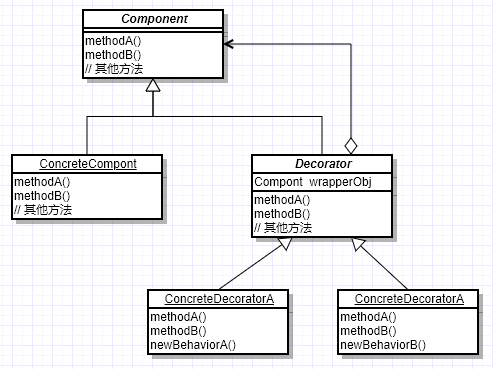 Component
methodA()
methodB()
// 其他方法
ConcreteCompont
methodA()
methodB()
// 其他方法
Decorator
Compont wrapperObj
methodA()
methodB()
// 其他方法
ConcreteDecoratorA
methodA()
methodB()
newBehaviorA()
ConcreteDecoratorA
methodA()
methodB()
newBehaviorB()